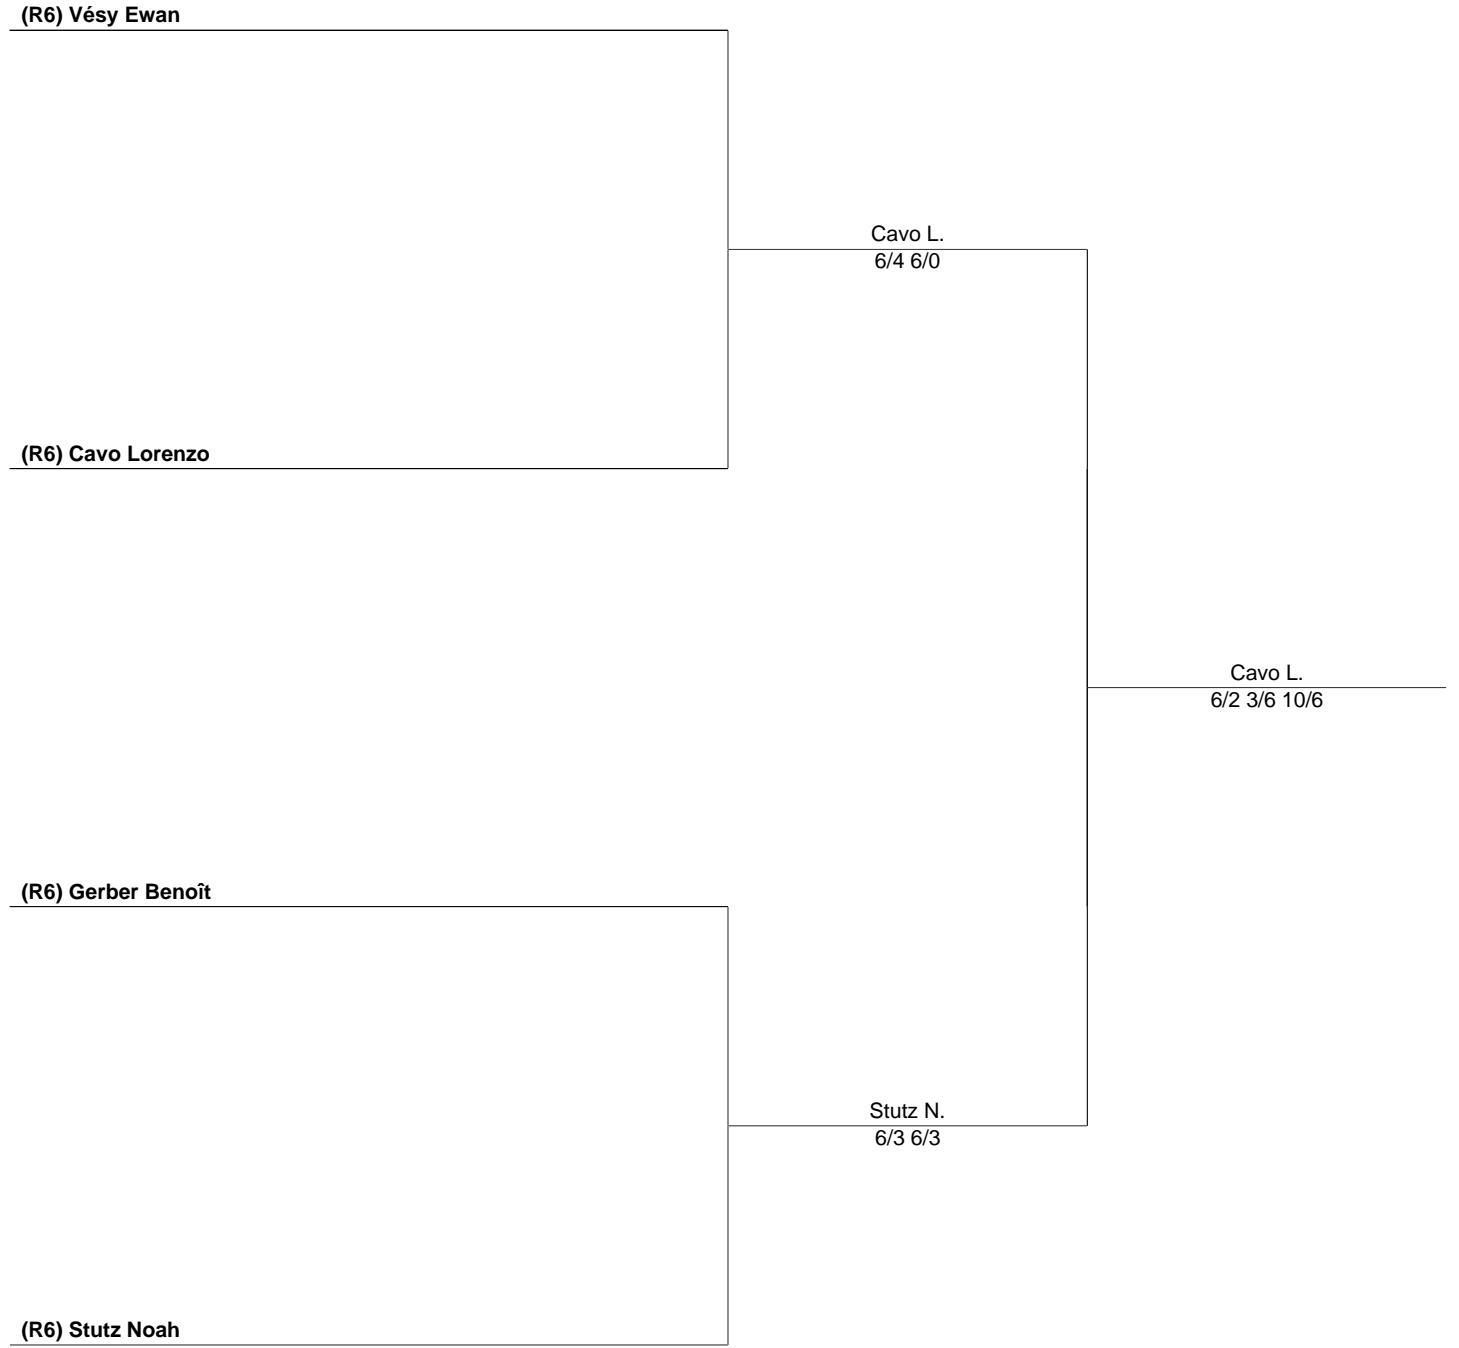 (R6) Vésy Ewan
Cavo L.
6/4 6/0
(R6) Cavo Lorenzo
Cavo L.
6/2 3/6 10/6
(R6) Gerber Benoît
Stutz N.
6/3 6/3
(R6) Stutz Noah